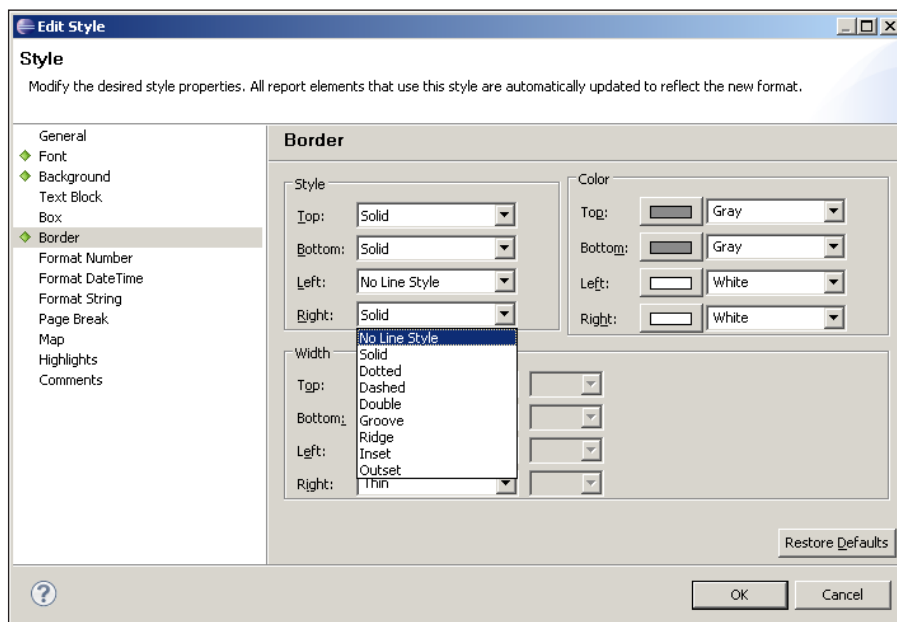 Edit Style
Style
Modify the desired style properties. All report elements that use this style are automatically updated to reflect the new format.
General
Font
Background
Text Block
Box
Border
Format Number
Format DateTime
Format String
Page Break
Map
Highlights
Comments
Border
Style
Top: Solid
Bottom: Solid
Left: No Line Style
Right: Solid
No Line Style
Solid
Dotted
Dashed
Double
Groove
Ridge
Inset
Outset
Color
Top: Gray
Bottom: Gray
Left: White
Right: White
Width
Top:
Bottom:
Left:
Right: Thin
Restore Defaults
?
OK
Cancel